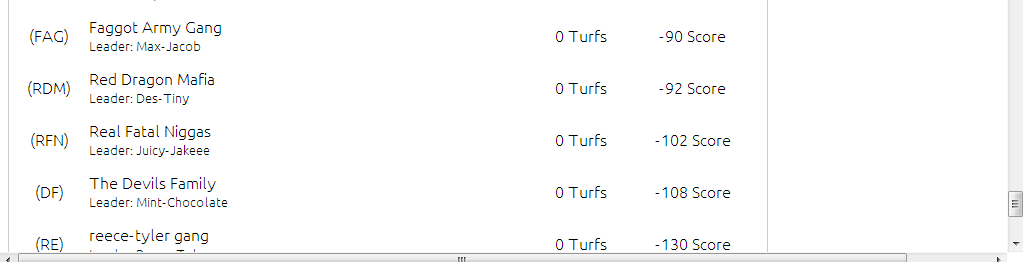 (FAG) Faggot Army Gang 0 Turfs -90 Score
Leader: Max-Jacob
(RDM) Red Dragon Mafia 0 Turfs -92 Score
Leader: Des-Tiny
(RFN) Real Fatal Niggas 0 Turfs -102 Score
Leader: Juicy-Jakeee
(DF) The Devils Family 0 Turfs -108 Score
Leader: Mint-Chocolate
(RE) reece-tyler gang 0 Turfs -130 Score